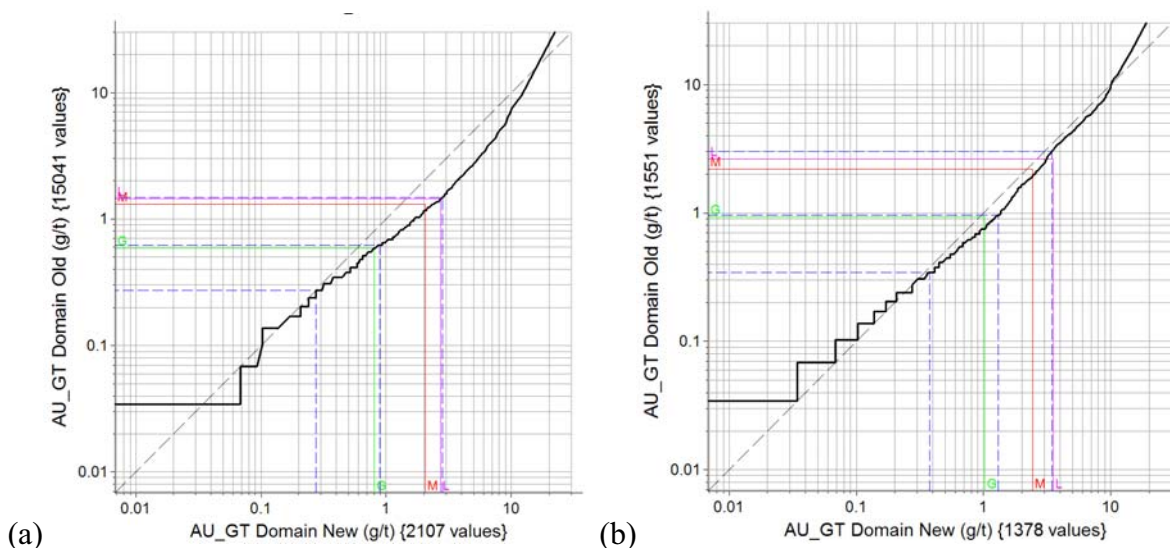 AU_GT Domain Old (g/t) {15041 values}
10
1
0.1
0.01
L
M
G
0.01
0.1
1
10
G
M
L
AU_GT Domain New (g/t) {2107 values}
(a)
AU_GT Domain Old (g/t) {1551 values}
10
1
0.1
0.01
L
M
G
0.01
0.1
1
10
G
M
L
AU_GT Domain New (g/t) {1378 values}
(b)